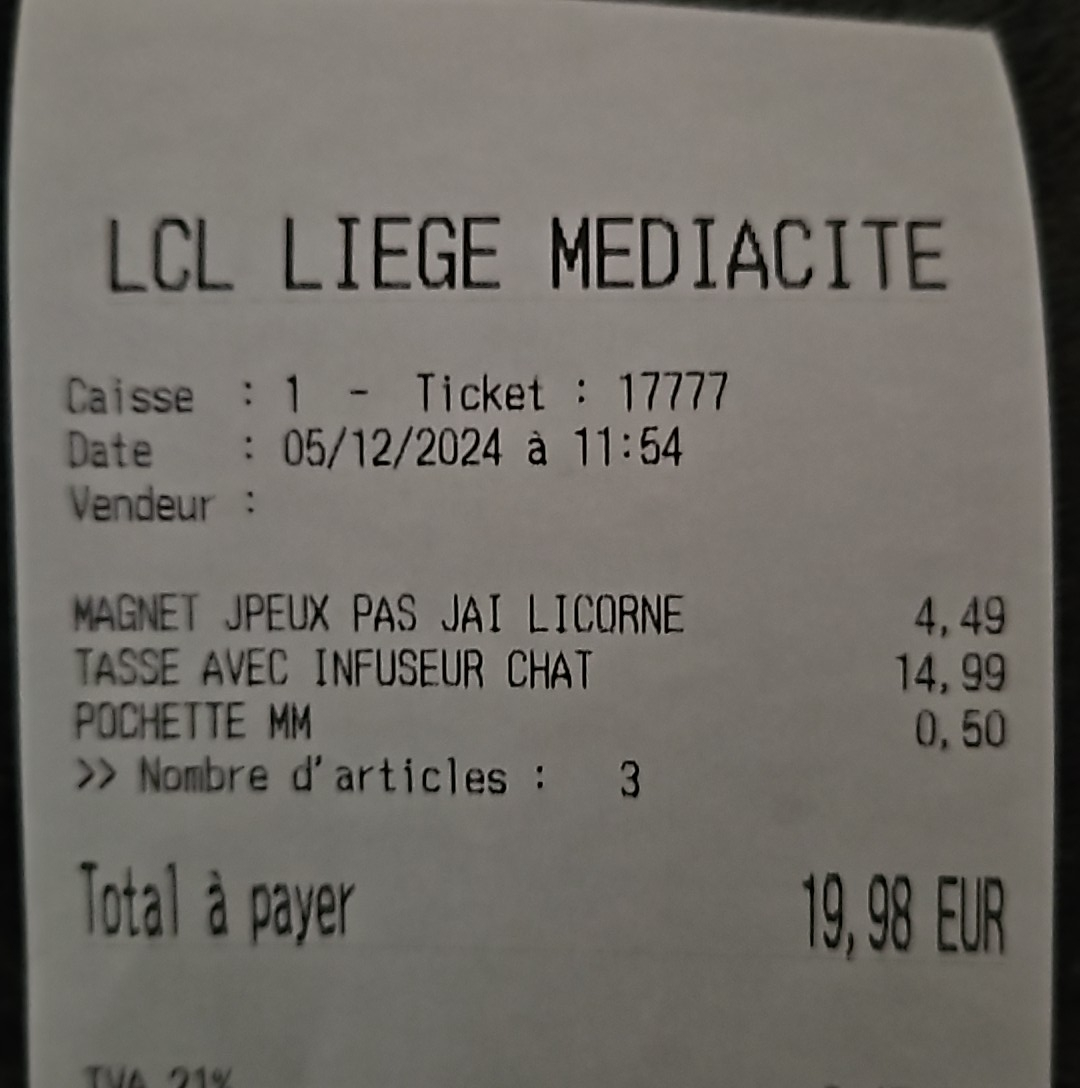 LCL LIEGE MEDIACITE
Caisse : 1 - Ticket : 17777
Date : 05/12/2024 à 11:54
Vendeur :
MAGNET JPEUX PAS JAI LICORNE 4,49
TASSE AVEC INFUSEUR CHAT 14,99
POCHETTE MM 0,50
>> Nombre d'articles : 3
Total à payer 19,98 EUR
TVA 21%